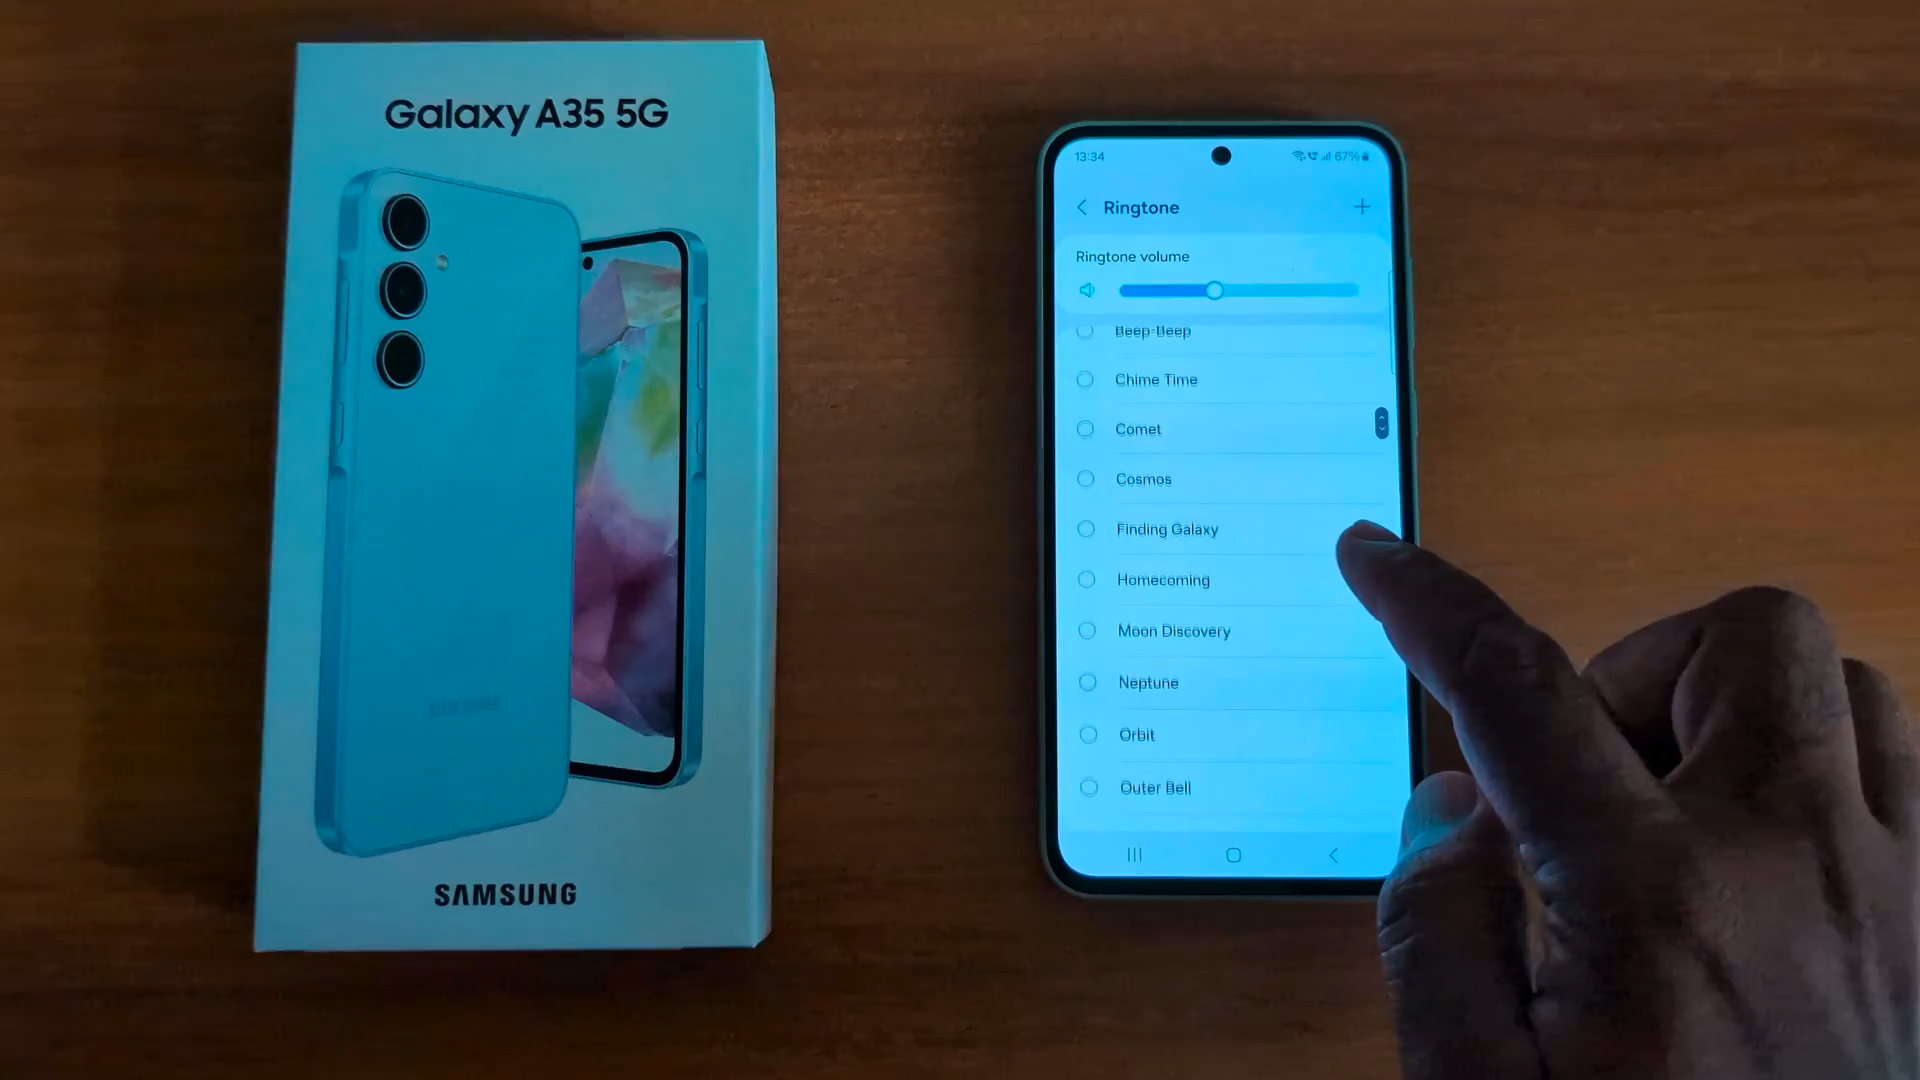 Galaxy A35 5G
SAMSUNG
SAMSUNG
13:34
67%
Ringtone
Ringtone volume
Beep-Beep
Chime Time
Comet
Cosmos
Finding Galaxy
Homecoming
Moon Discovery
Neptune
Orbit
Outer Bell